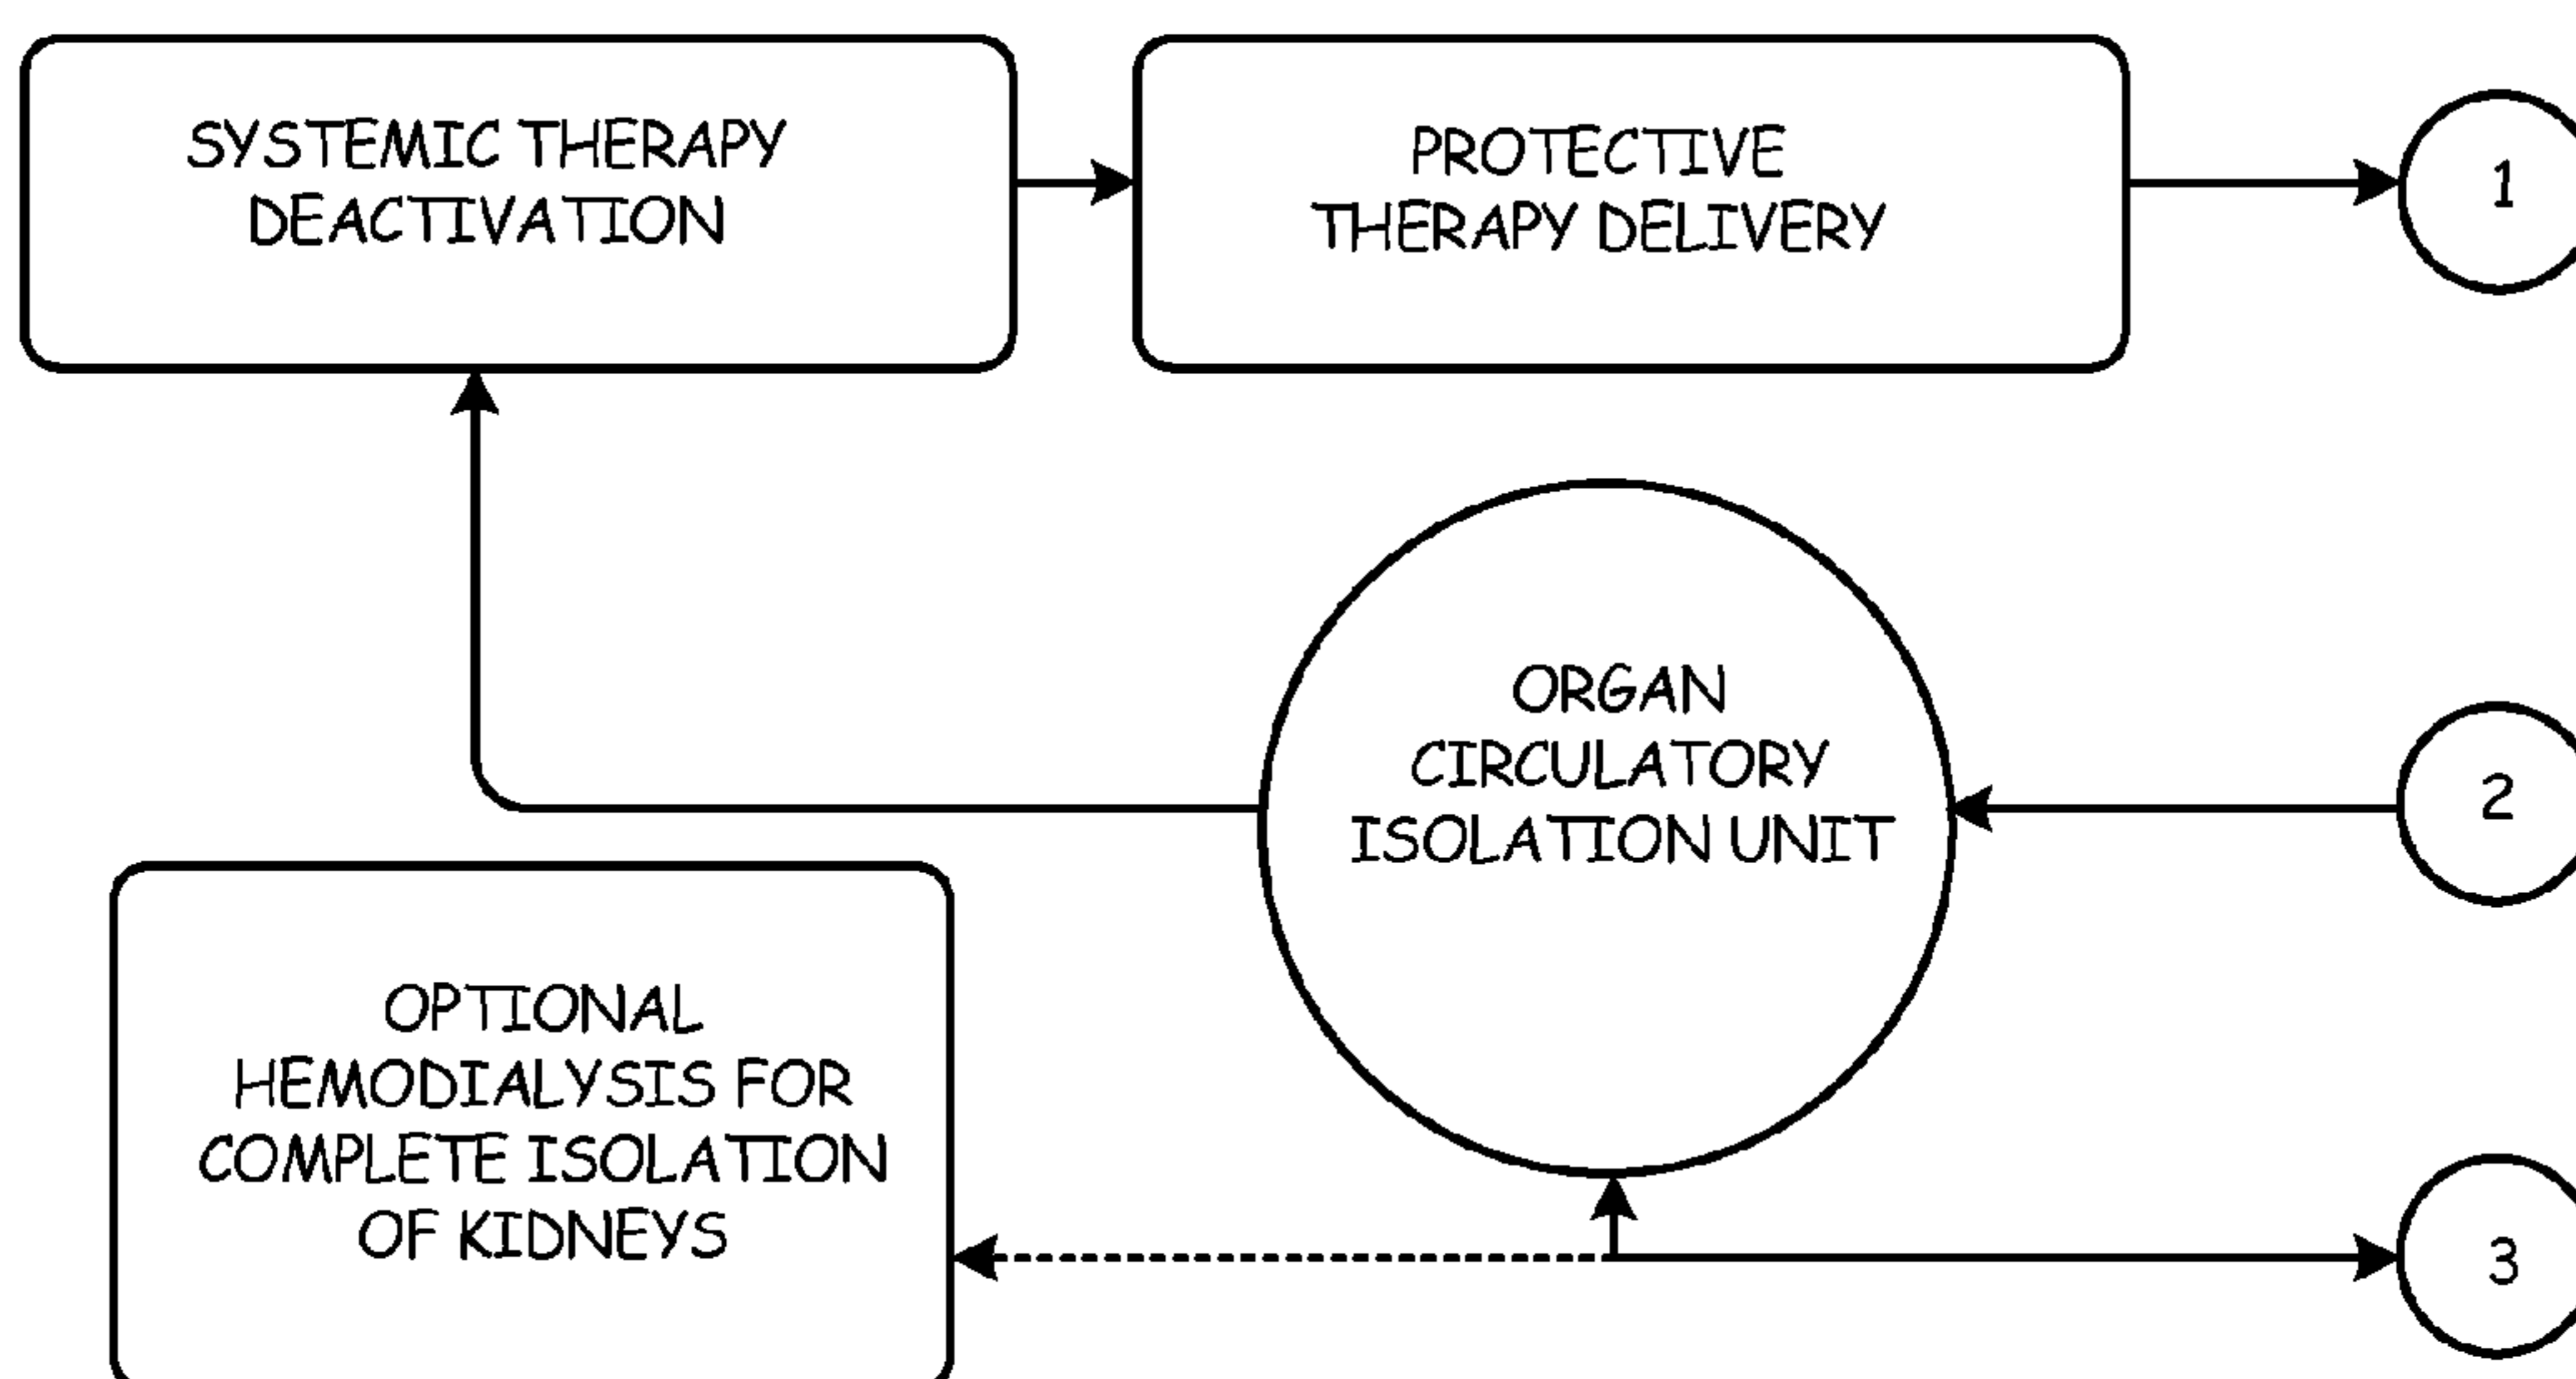 SYSTEMIC THERAPY
DEACTIVATION
PROTECTIVE
THERAPY DELIVERY
1
ORGAN
CIRCULATORY
ISOLATION UNIT
2
OPTIONAL
HEMODIALYSIS FOR
COMPLETE ISOLATION
OF KIDNEYS
3